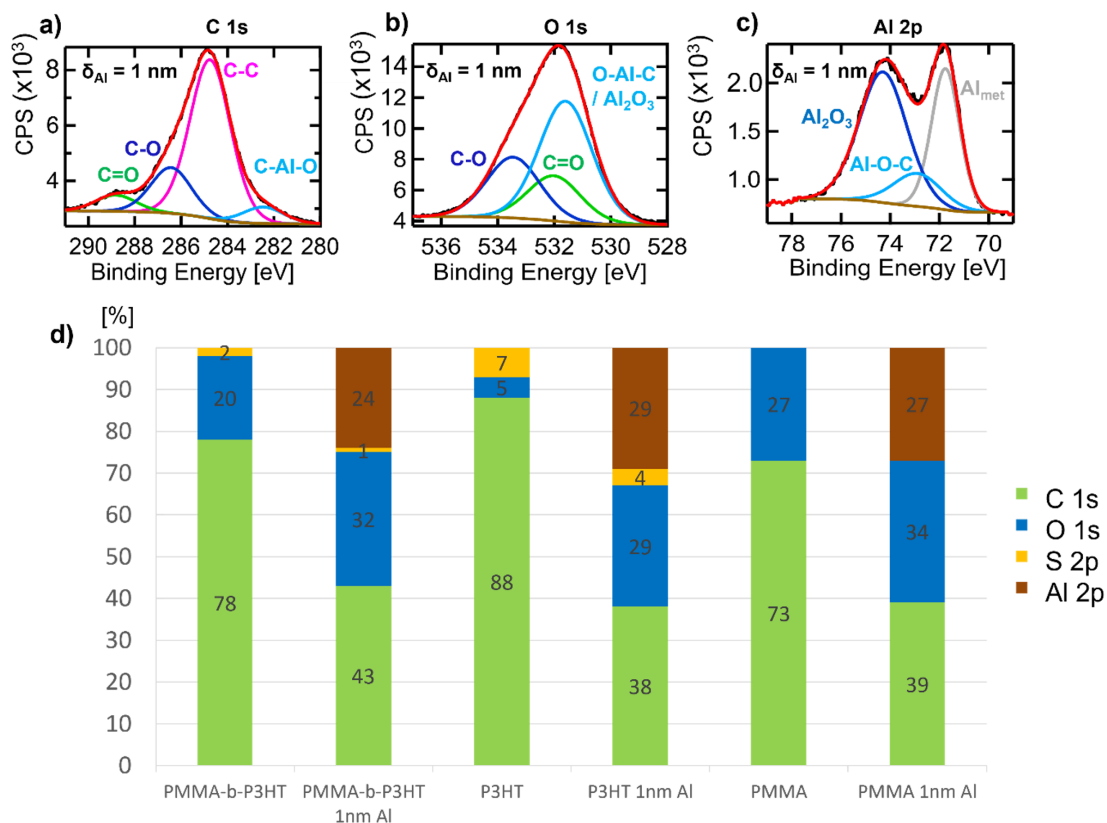 a) C 1s
b) O 1s
c) Al 2p
CPS (x10³)
8
6
4
3
δAl = 1 nm
C-C
C-O
C=O
C-Al-O
290 288 286 284 282 280
Binding Energy [eV]
CPS (x10³)
14
12
10
8
6
4
δAl = 1 nm
O-Al-C
/ Al₂O₃
C-O
C=O
536 534 532 530 528
Binding Energy [eV]
CPS (x10³)
2.0
1.5
1.0
δAl = 1 nm
Almet
Al₂O₃
Al-O-C
78 76 74 72 70
Binding Energy [eV]
d)
[%]
100
90
80
70
60
50
40
30
20
10
0
2
20
78
24
1
32
43
7
5
88
29
4
29
38
27
73
27
34
39
PMMA-b-P3HT
PMMA-b-P3HT
1nm Al
P3HT
P3HT 1nm Al
PMMA
PMMA 1nm Al
C 1s
O 1s
S 2p
Al 2p